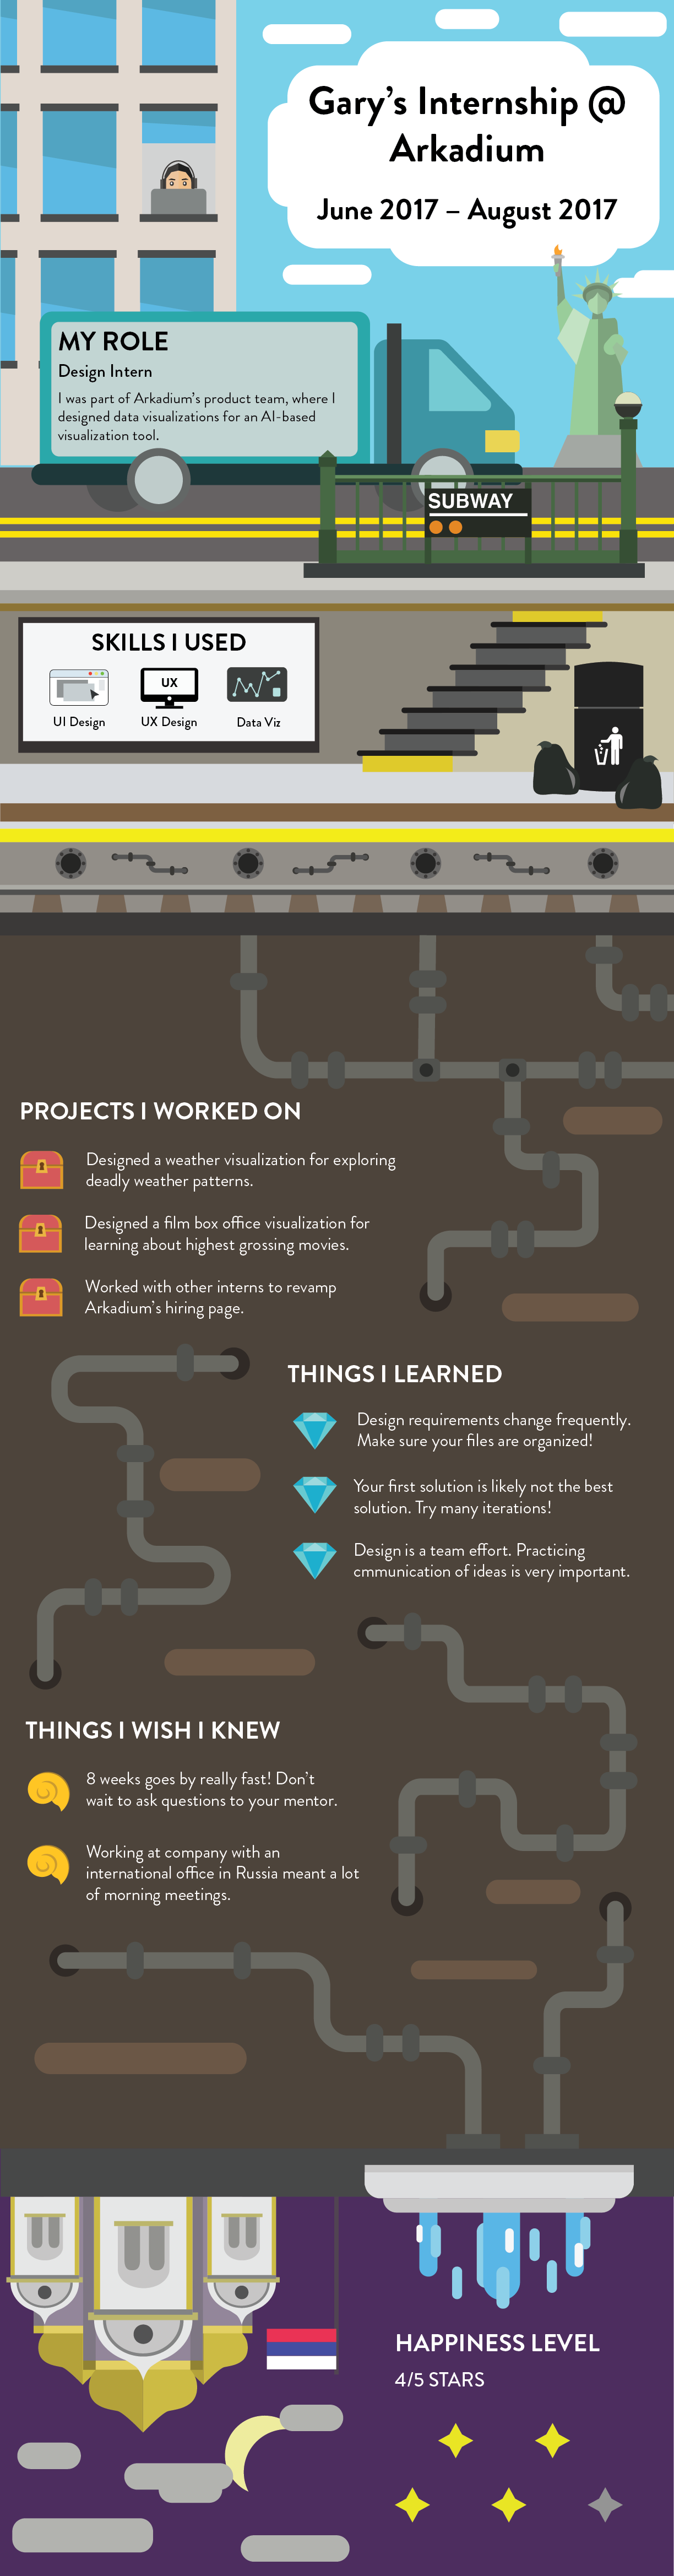 Gary's Internship @
Arkadium
June 2017 – August 2017
MY ROLE
Design Intern
I was part of Arkadium's product team, where I
designed data visualizations for an AI-based
visualization tool.
SUBWAY
SKILLS I USED
UX
UI Design
UX Design
Data Viz
PROJECTS I WORKED ON
Designed a weather visualization for exploring
deadly weather patterns.
Designed a film box office visualization for
learning about highest grossing movies.
Worked with other interns to revamp
Arkadium's hiring page.
THINGS I LEARNED
Design requirements change frequently.
Make sure your files are organized!
Your first solution is likely not the best
solution. Try many iterations!
Design is a team effort. Practicing
cmmunication of ideas is very important.
THINGS I WISH I KNEW
8 weeks goes by really fast! Don't
wait to ask questions to your mentor.
Working at company with an
international office in Russia meant a lot
of morning meetings.
HAPPINESS LEVEL
4/5 STARS